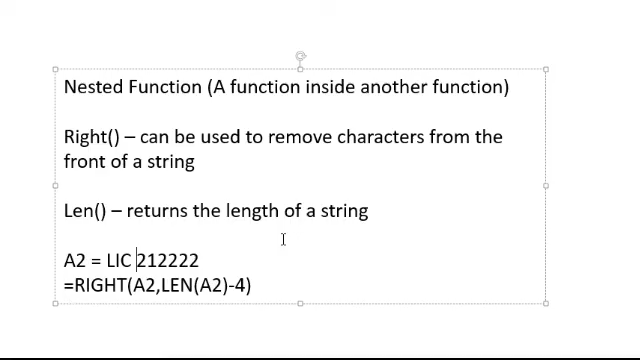 Nested Function (A function inside another function)
Right() – can be used to remove characters from the
front of a string
Len() – returns the length of a string
A2 = LIC 212222
=RIGHT(A2,LEN(A2)-4)